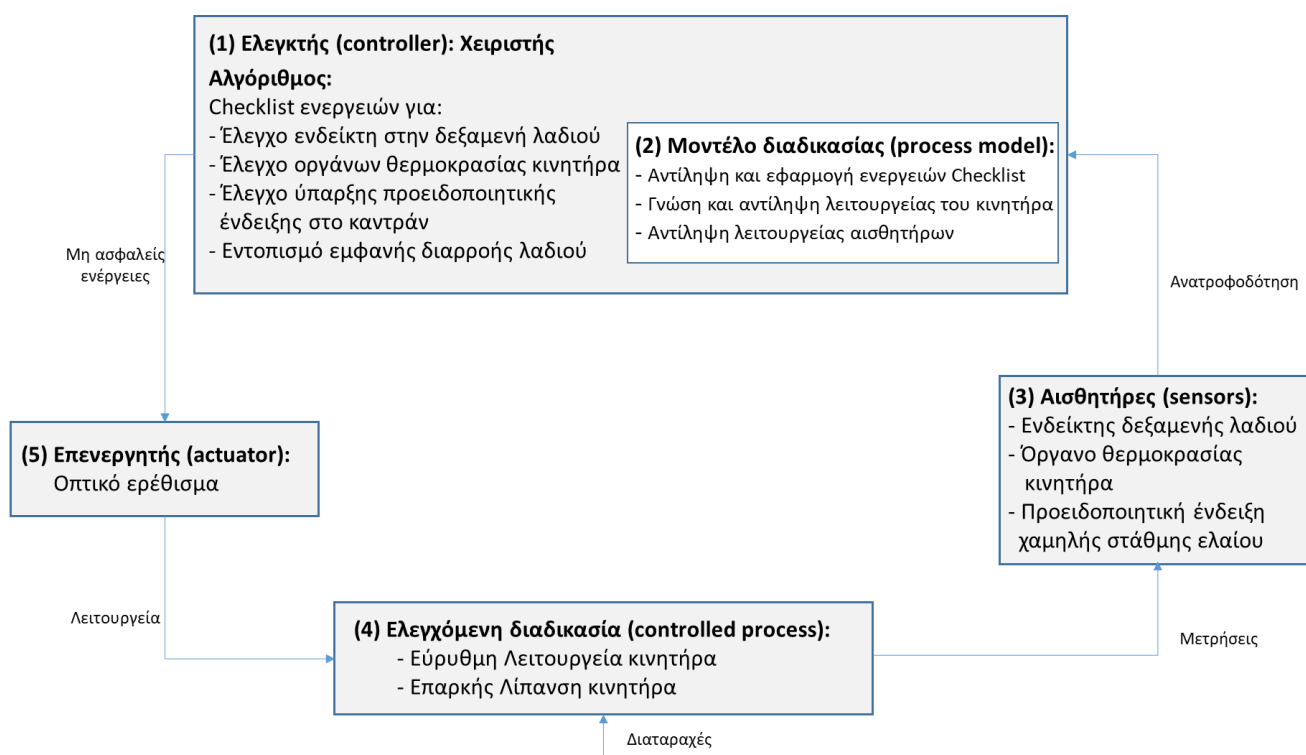 (1) Ελεγκτής (controller): Χειριστής
Αλγόριθμος:
Checklist ενεργειών για:
- Έλεγχο ενδείκτη στην δεξαμενή λαδιού
- Έλεγχο οργάνων θερμοκρασίας κινητήρα
- Έλεγχο ύπαρξης προειδοποιητικής
ένδειξης στο καντράν
- Εντοπισμό εμφανής διαρροής λαδιού
(2) Μοντέλο διαδικασίας (process model):
- Αντίληψη και εφαρμογή ενεργειών Checklist
- Γνώση και αντίληψη λειτουργείας του κινητήρα
- Αντίληψη λειτουργείας αισθητήρων
Μη ασφαλείς
ενέργειες
Ανατροφοδότηση
(3) Αισθητήρες (sensors):
- Ενδείκτης δεξαμενής λαδιού
- Όργανο θερμοκρασίας
κινητήρα
- Προειδοποιητική ένδειξη
χαμηλής στάθμης ελαίου
(5) Επενεργητής (actuator):
Οπτικό ερέθισμα
Λειτουργεία
(4) Ελεγχόμενη διαδικασία (controlled process):
- Εύρυθμη Λειτουργεία κινητήρα
- Επαρκής Λίπανση κινητήρα
Μετρήσεις
Διαταραχές